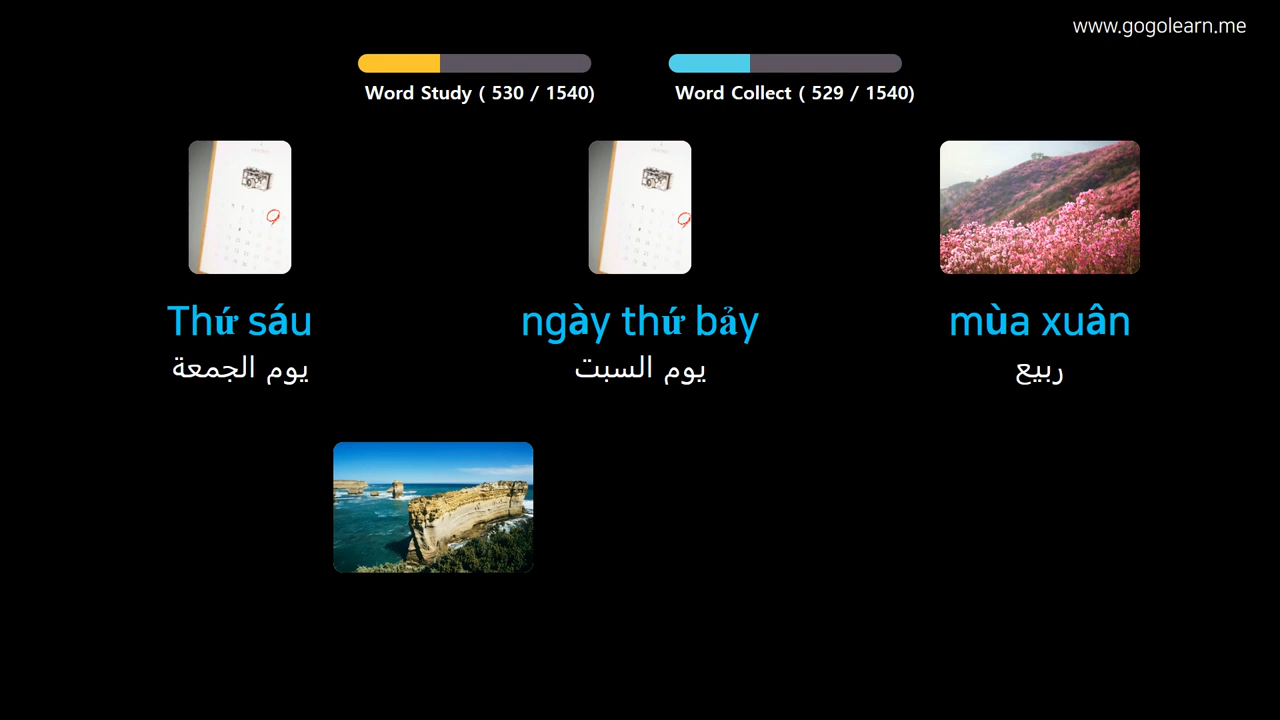 www.gogolearn.me
Word Study ( 530 / 1540)
Word Collect ( 529 / 1540)
Thứ sáu
ngày thứ bảy
mùa xuân
يوم الجمعة
يوم السبت
ربيع